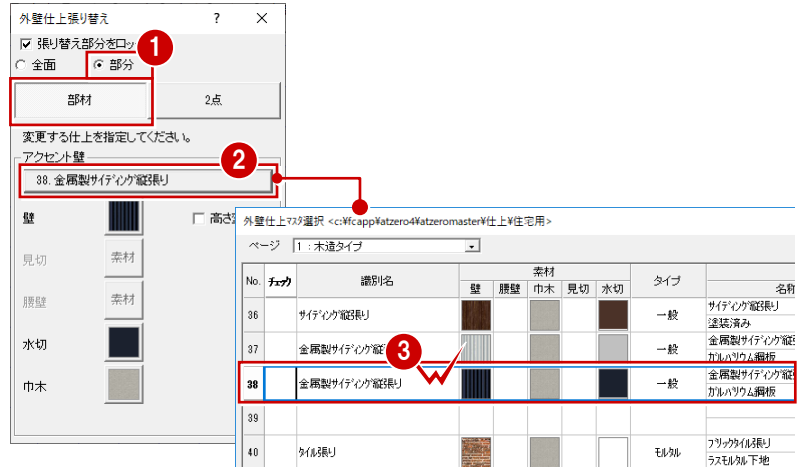 外壁仕上張り替え ? ×
張り替え部分をロッ
1
全面 部分
部材 2点
変更する仕上を指定してください。
アクセント壁
2
38. 金属製サイディング縦張り
壁 高さ
見切 素材
腰壁 素材
水切
巾木
外壁仕上マスタ選択 <c:¥fcapp¥atzero4¥atzeromaster¥仕上¥住宅用>
ページ 1 : 木造タイプ
No. チェック 識別名 素材 タイプ 名称
壁 腰壁 巾木 見切 水切
36 サイディング縦張り 一般 サイディング縦張り
塗装済み
37 金属製サイディング縦 一般 金属製サイディング縦
ガルバリウム鋼板
3
38 金属製サイディング縦張り 一般 金属製サイディング縦
ガルバリウム鋼板
39
40 タイル張り モルタル ブリックタイル張り
ラスモルタル下地